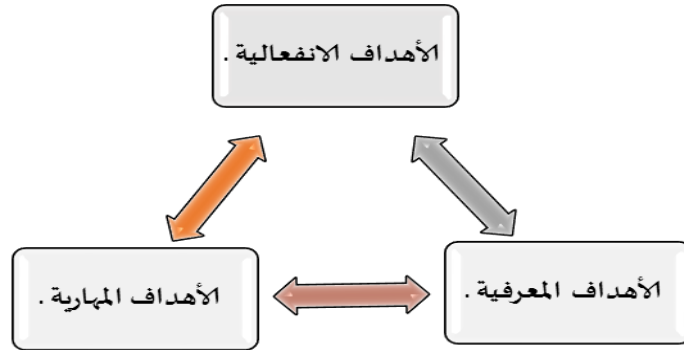 الأهداف الانفعالية .
الأهداف المعرفية .
الأهداف المهارية .